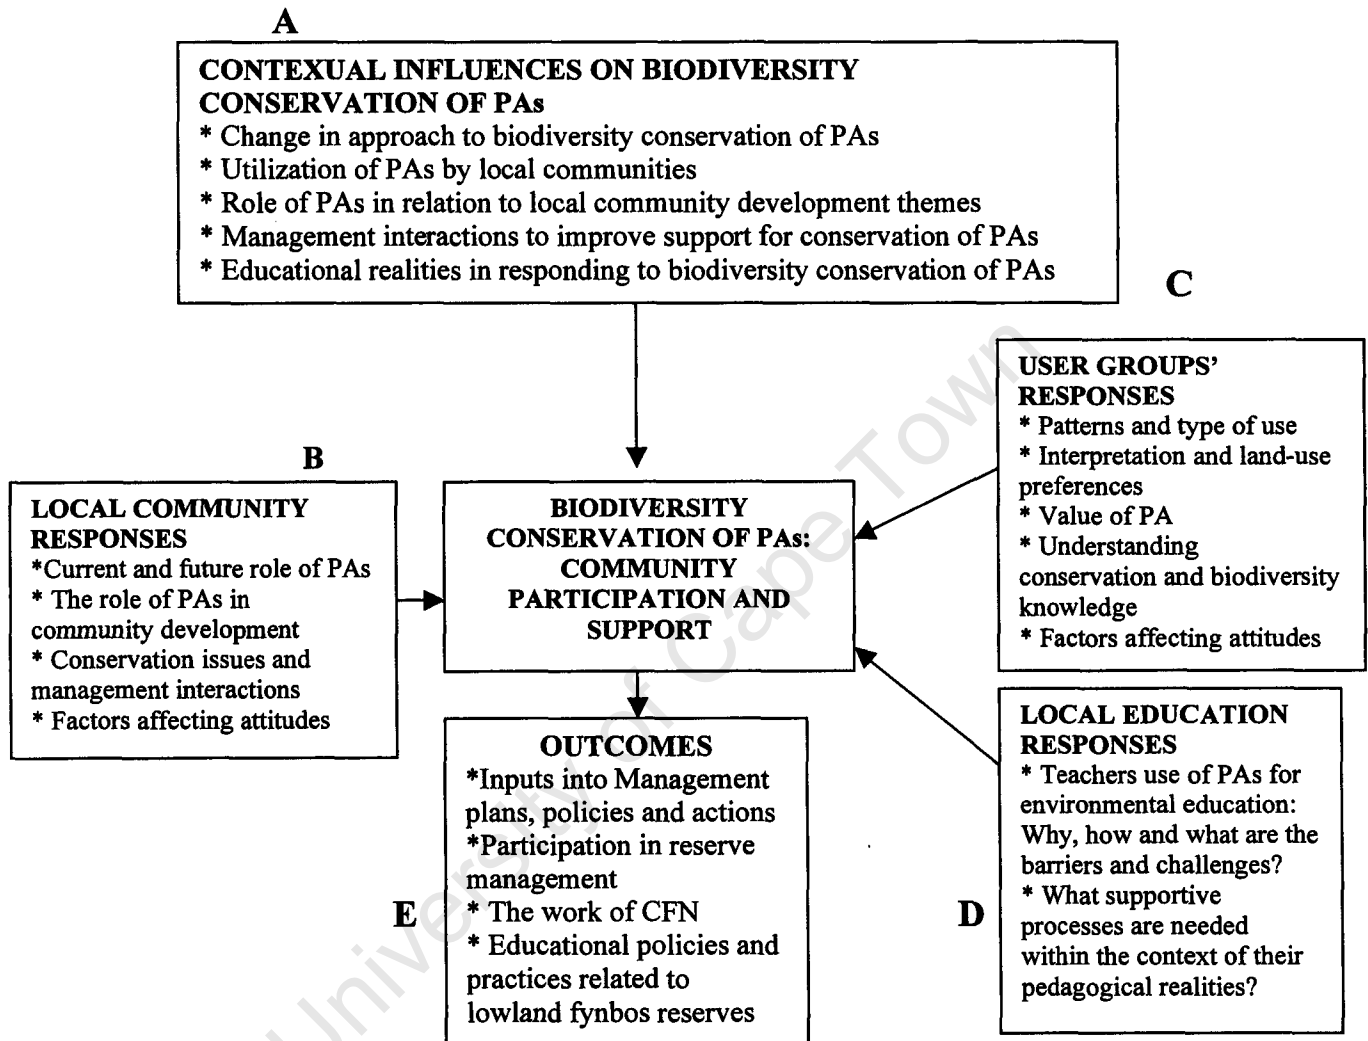 A
CONTEXUAL INFLUENCES ON BIODIVERSITY
CONSERVATION OF PAs
* Change in approach to biodiversity conservation of PAs
* Utilization of PAs by local communities
* Role of PAs in relation to local community development themes
* Management interactions to improve support for conservation of PAs
* Educational realities in responding to biodiversity conservation of PAs
C
USER GROUPS'
RESPONSES
* Patterns and type of use
* Interpretation and land-use
preferences
* Value of PA
* Understanding
conservation and biodiversity
knowledge
* Factors affecting attitudes
B
LOCAL COMMUNITY
RESPONSES
*Current and future role of PAs
* The role of PAs in
community development
* Conservation issues and
management interactions
* Factors affecting attitudes
BIODIVERSITY
CONSERVATION OF PAs:
COMMUNITY
PARTICIPATION AND
SUPPORT
LOCAL EDUCATION
RESPONSES
* Teachers use of PAs for
environmental education:
Why, how and what are the
barriers and challenges?
* What supportive
processes are needed
within the context of their
pedagogical realities?
D
OUTCOMES
*Inputs into Management
plans, policies and actions
*Participation in reserve
management
* The work of CFN
* Educational policies and
practices related to
lowland fynbos reserves
E
University of Cape Town